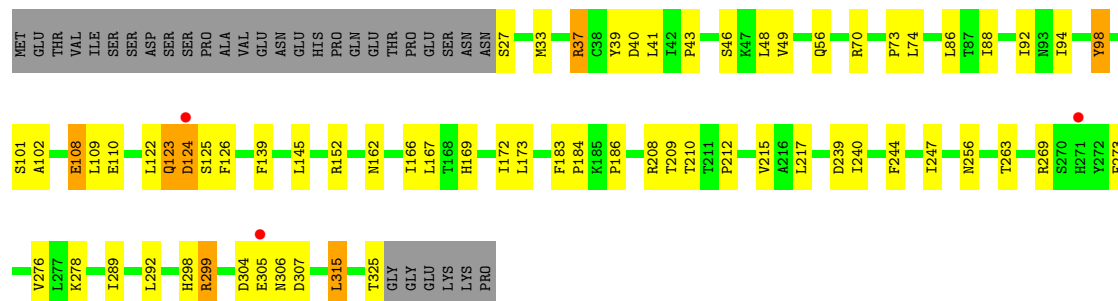 MET GLU THR VAL ILE SER SER ASP SER SER PRO ALA VAL GLU ASN GLU HIS PRO GLN GLU THR PRO GLU SER ASN ASN S27 M33 R37 C38 Y39 D40 L41 I42 P43 S46 K47 L48 V49 Q56 R70 P73 L74 L86 T87 I88 I92 N93 I94 Y98
S101 A102 E108 L109 E110 L122 Q123 D124 S125 F126 F139 L145 R152 N162 I166 L167 T168 H169 I172 L173 F183 P184 K185 P186 R208 T209 T210 T211 P212 V215 A216 L217 D239 I240 F244 I247 N256 T263 R269 S270 H271 Y272
V276 L277 K278 I289 L292 H298 R299 D304 E305 N306 D307 L315 T325 GLY GLY GLU LYS LYS PRO